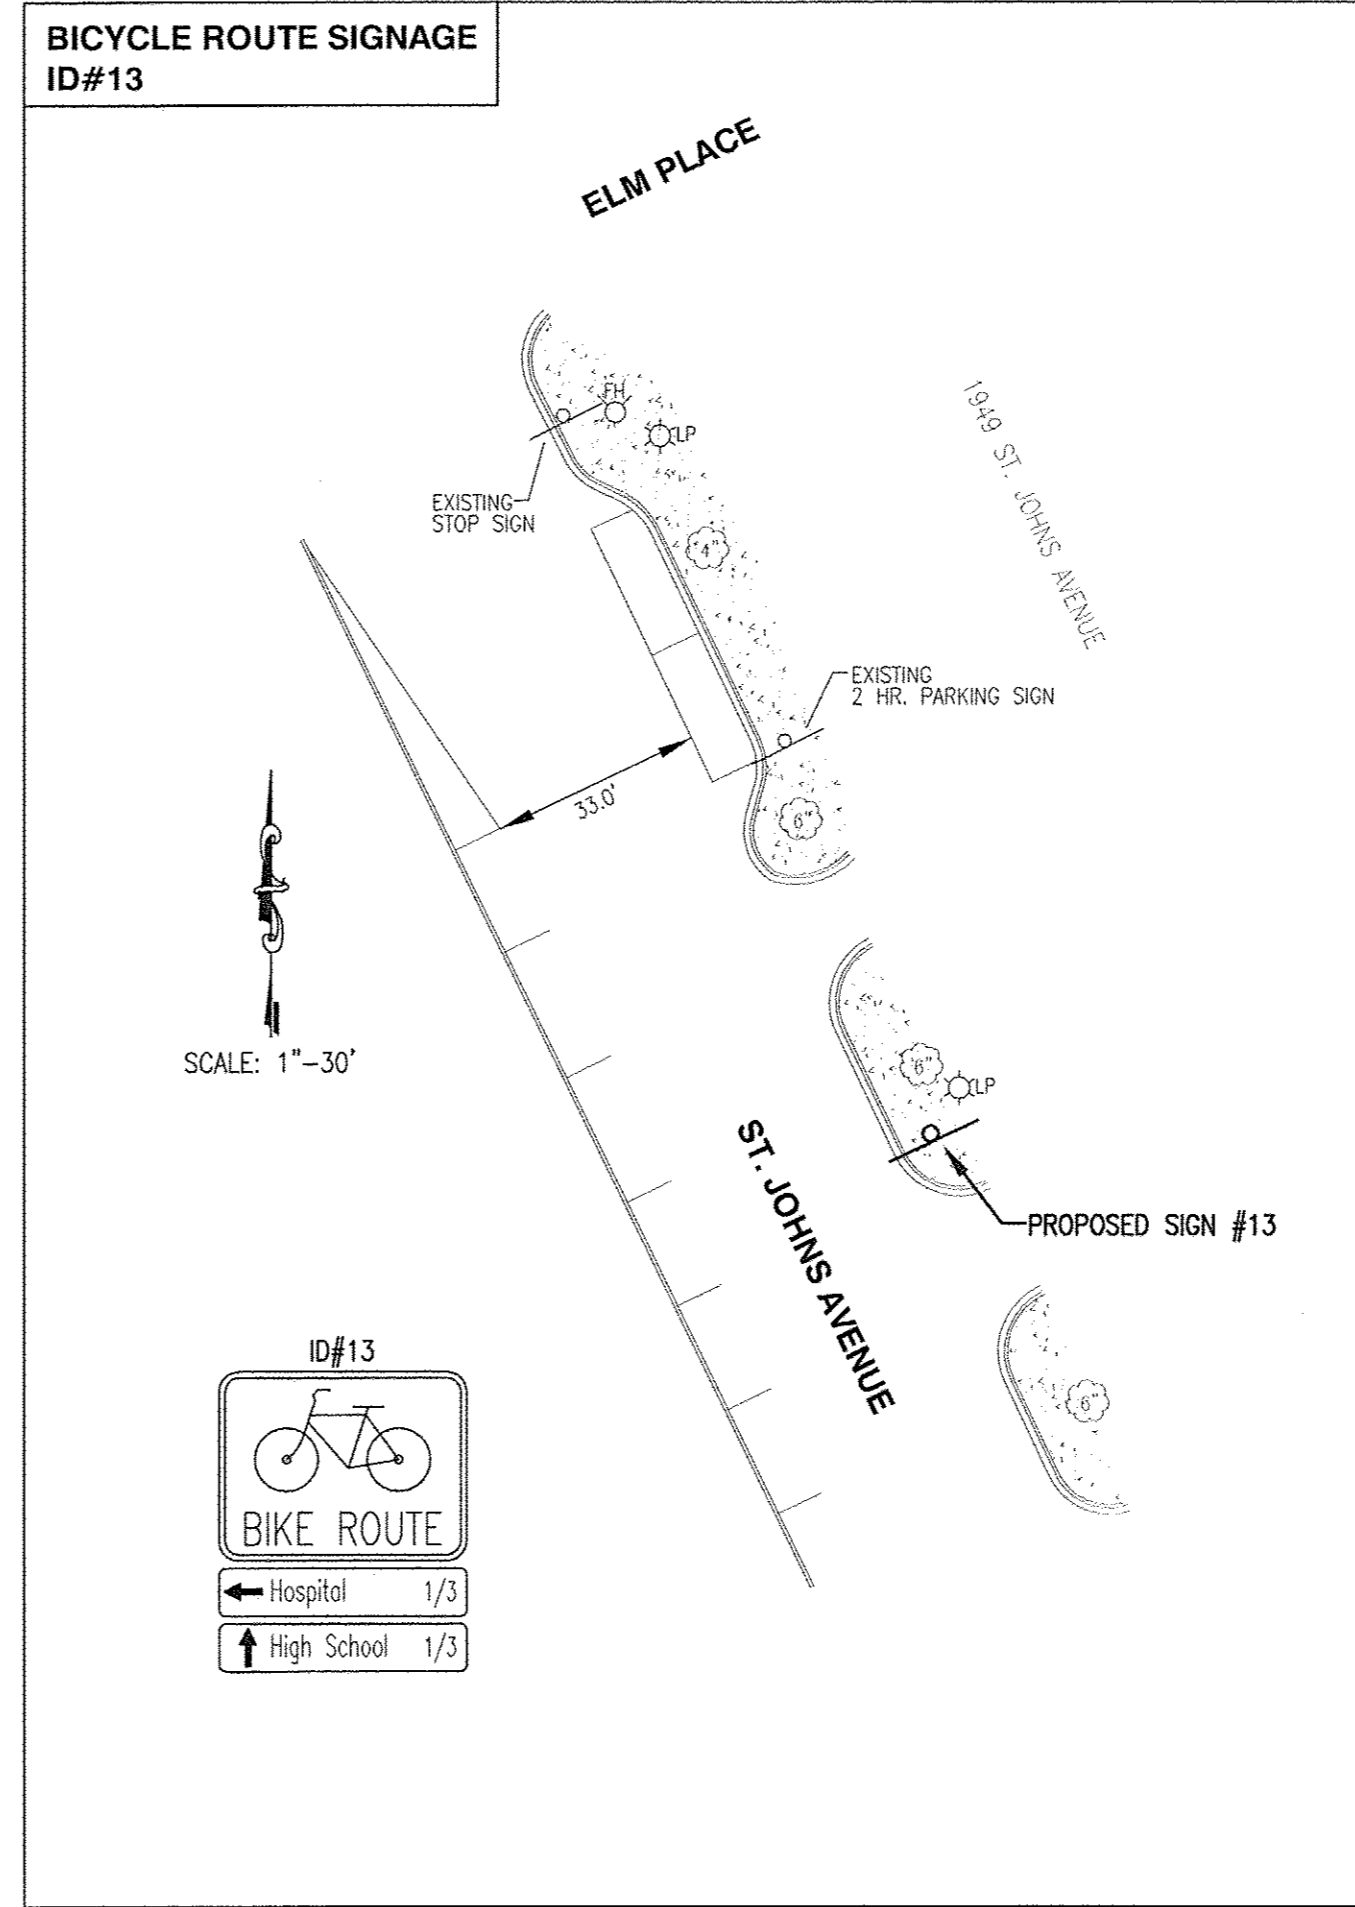 BICYCLE ROUTE SIGNAGE
ID#13
ELM PLACE
1949 ST. JOHNS AVENUE
FH
LP
EXISTING
STOP SIGN
4"
EXISTING
2 HR. PARKING SIGN
33.0'
6"
SCALE: 1"-30'
6"
LP
ST. JOHNS AVENUE
PROPOSED SIGN #13
6"
ID#13
BIKE ROUTE
Hospital 1/3
High School 1/3